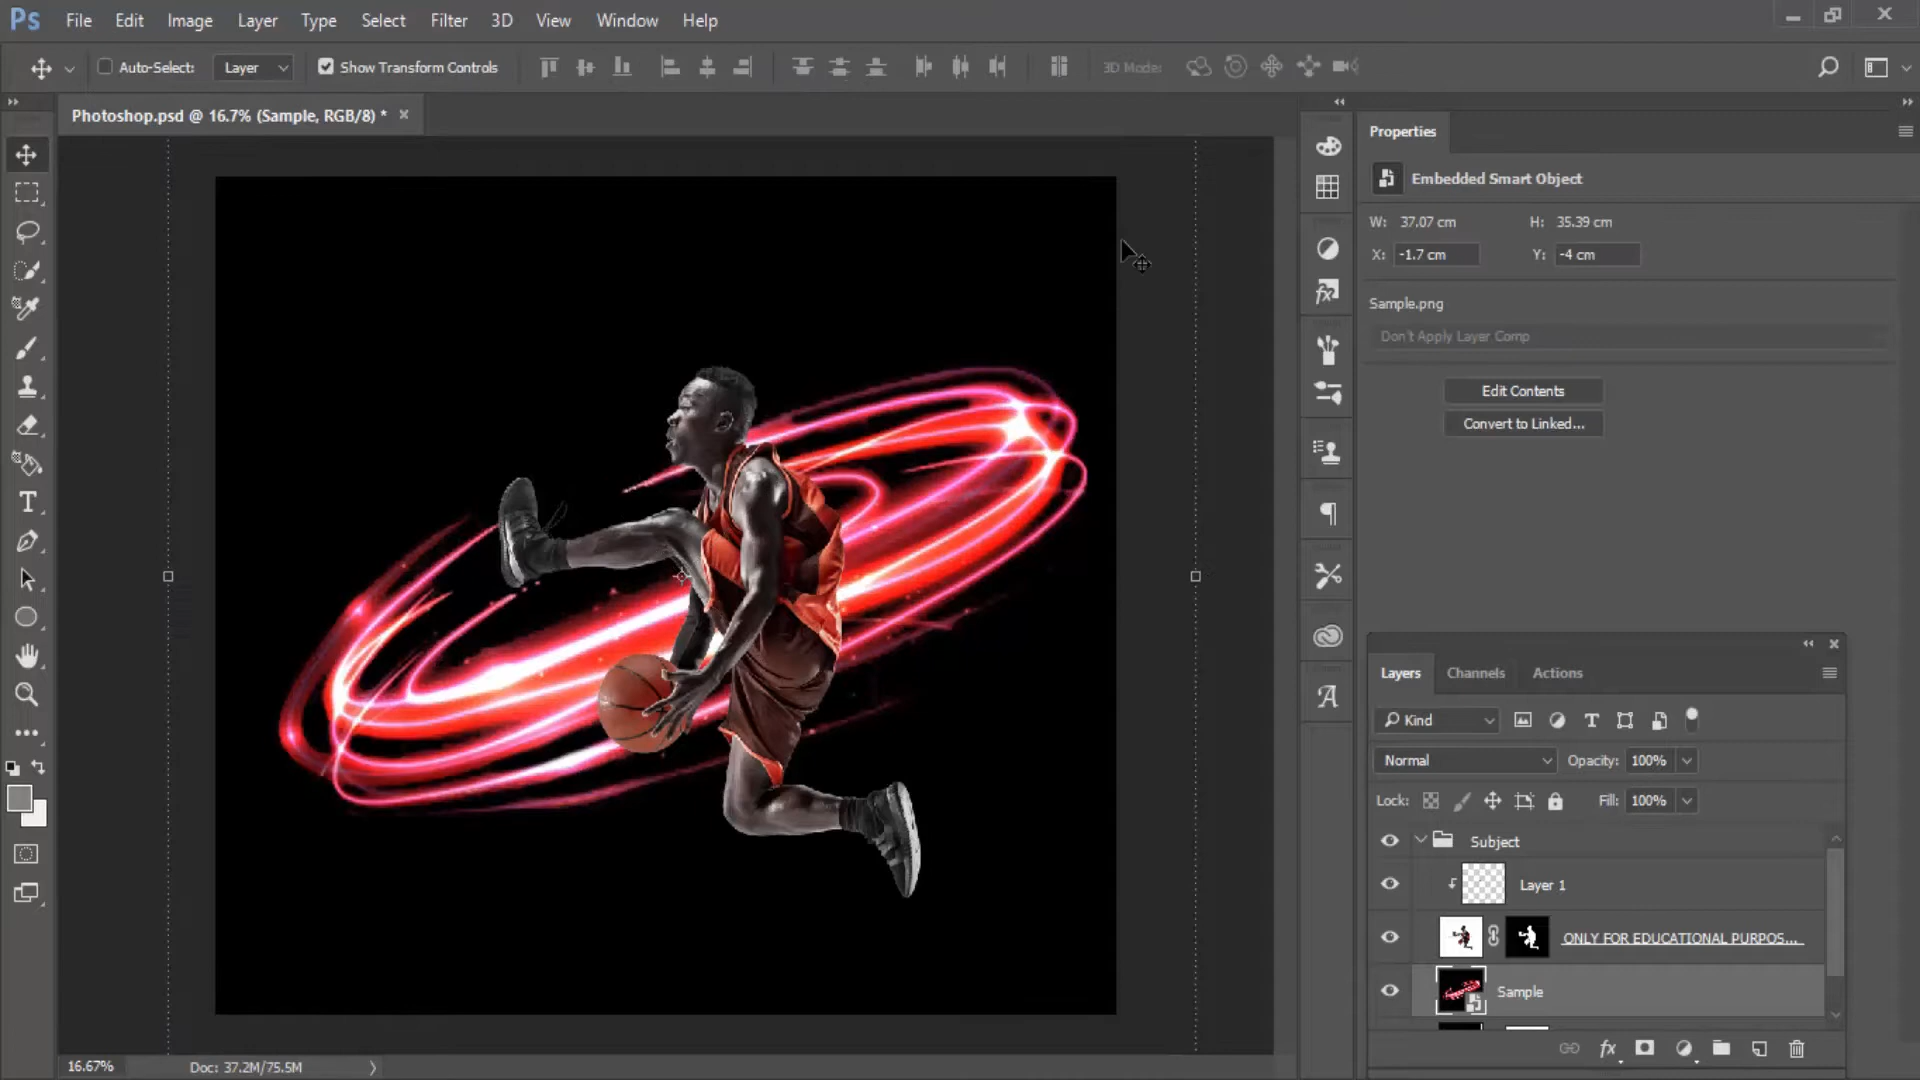 Ps File Edit Image Layer Type Select Filter 3D View Window Help
Auto-Select: Layer Show Transform Controls 3D Mode:
Photoshop.psd @ 16.7% (Sample, RGB/8) * ×
Properties
Embedded Smart Object
W: 37.07 cm H: 35.39 cm
X: -1.7 cm Y: -4 cm
Sample.png
Don't Apply Layer Comp
Edit Contents
Convert to Linked...
Layers Channels Actions
Kind
Normal Opacity: 100%
Lock: Fill: 100%
Subject
Layer 1
ONLY FOR EDUCATIONAL PURPOS...
Sample
fx
16.67% Doc: 37.2M/75.5M